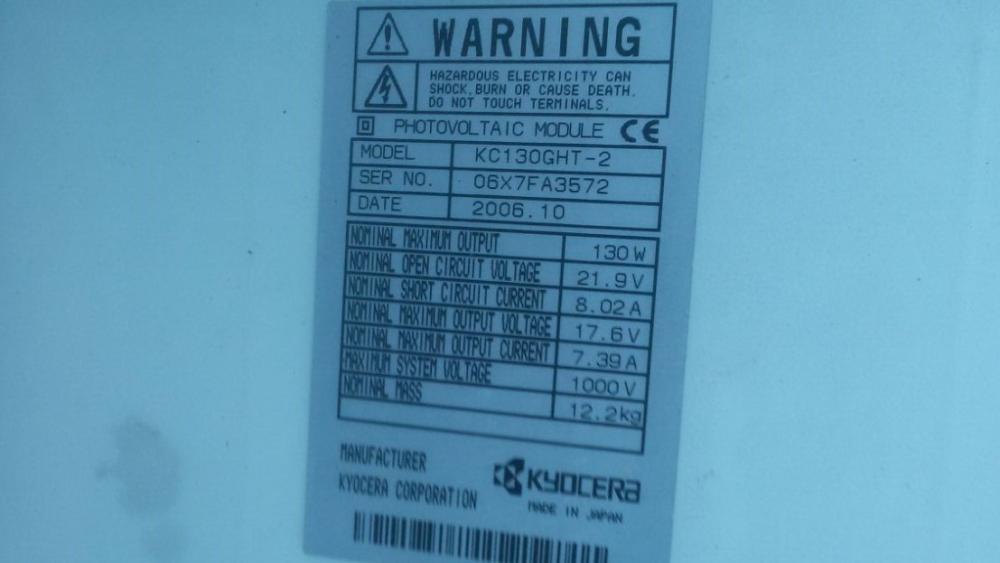 WARNING
HAZARDOUS ELECTRICITY CAN
SHOCK, BURN OR CAUSE DEATH.
DO NOT TOUCH TERMINALS.
PHOTOVOLTAIC MODULE CE
MODEL KC130GHT-2
SER NO. 06X7FA3572
DATE 2006.10
NOMINAL MAXIMUM OUTPUT 130W
NOMINAL OPEN CIRCUIT VOLTAGE 21.9V
NOMINAL SHORT CIRCUIT CURRENT 8.02A
NOMINAL MAXIMUM OUTPUT VOLTAGE 17.6V
NOMINAL MAXIMUM OUTPUT CURRENT 7.39A
MAXIMUM SYSTEM VOLTAGE 1000V
NOMINAL MASS 12.2kg
MANUFACTURER
KYOCERA CORPORATION
KYOCERA
MADE IN JAPAN